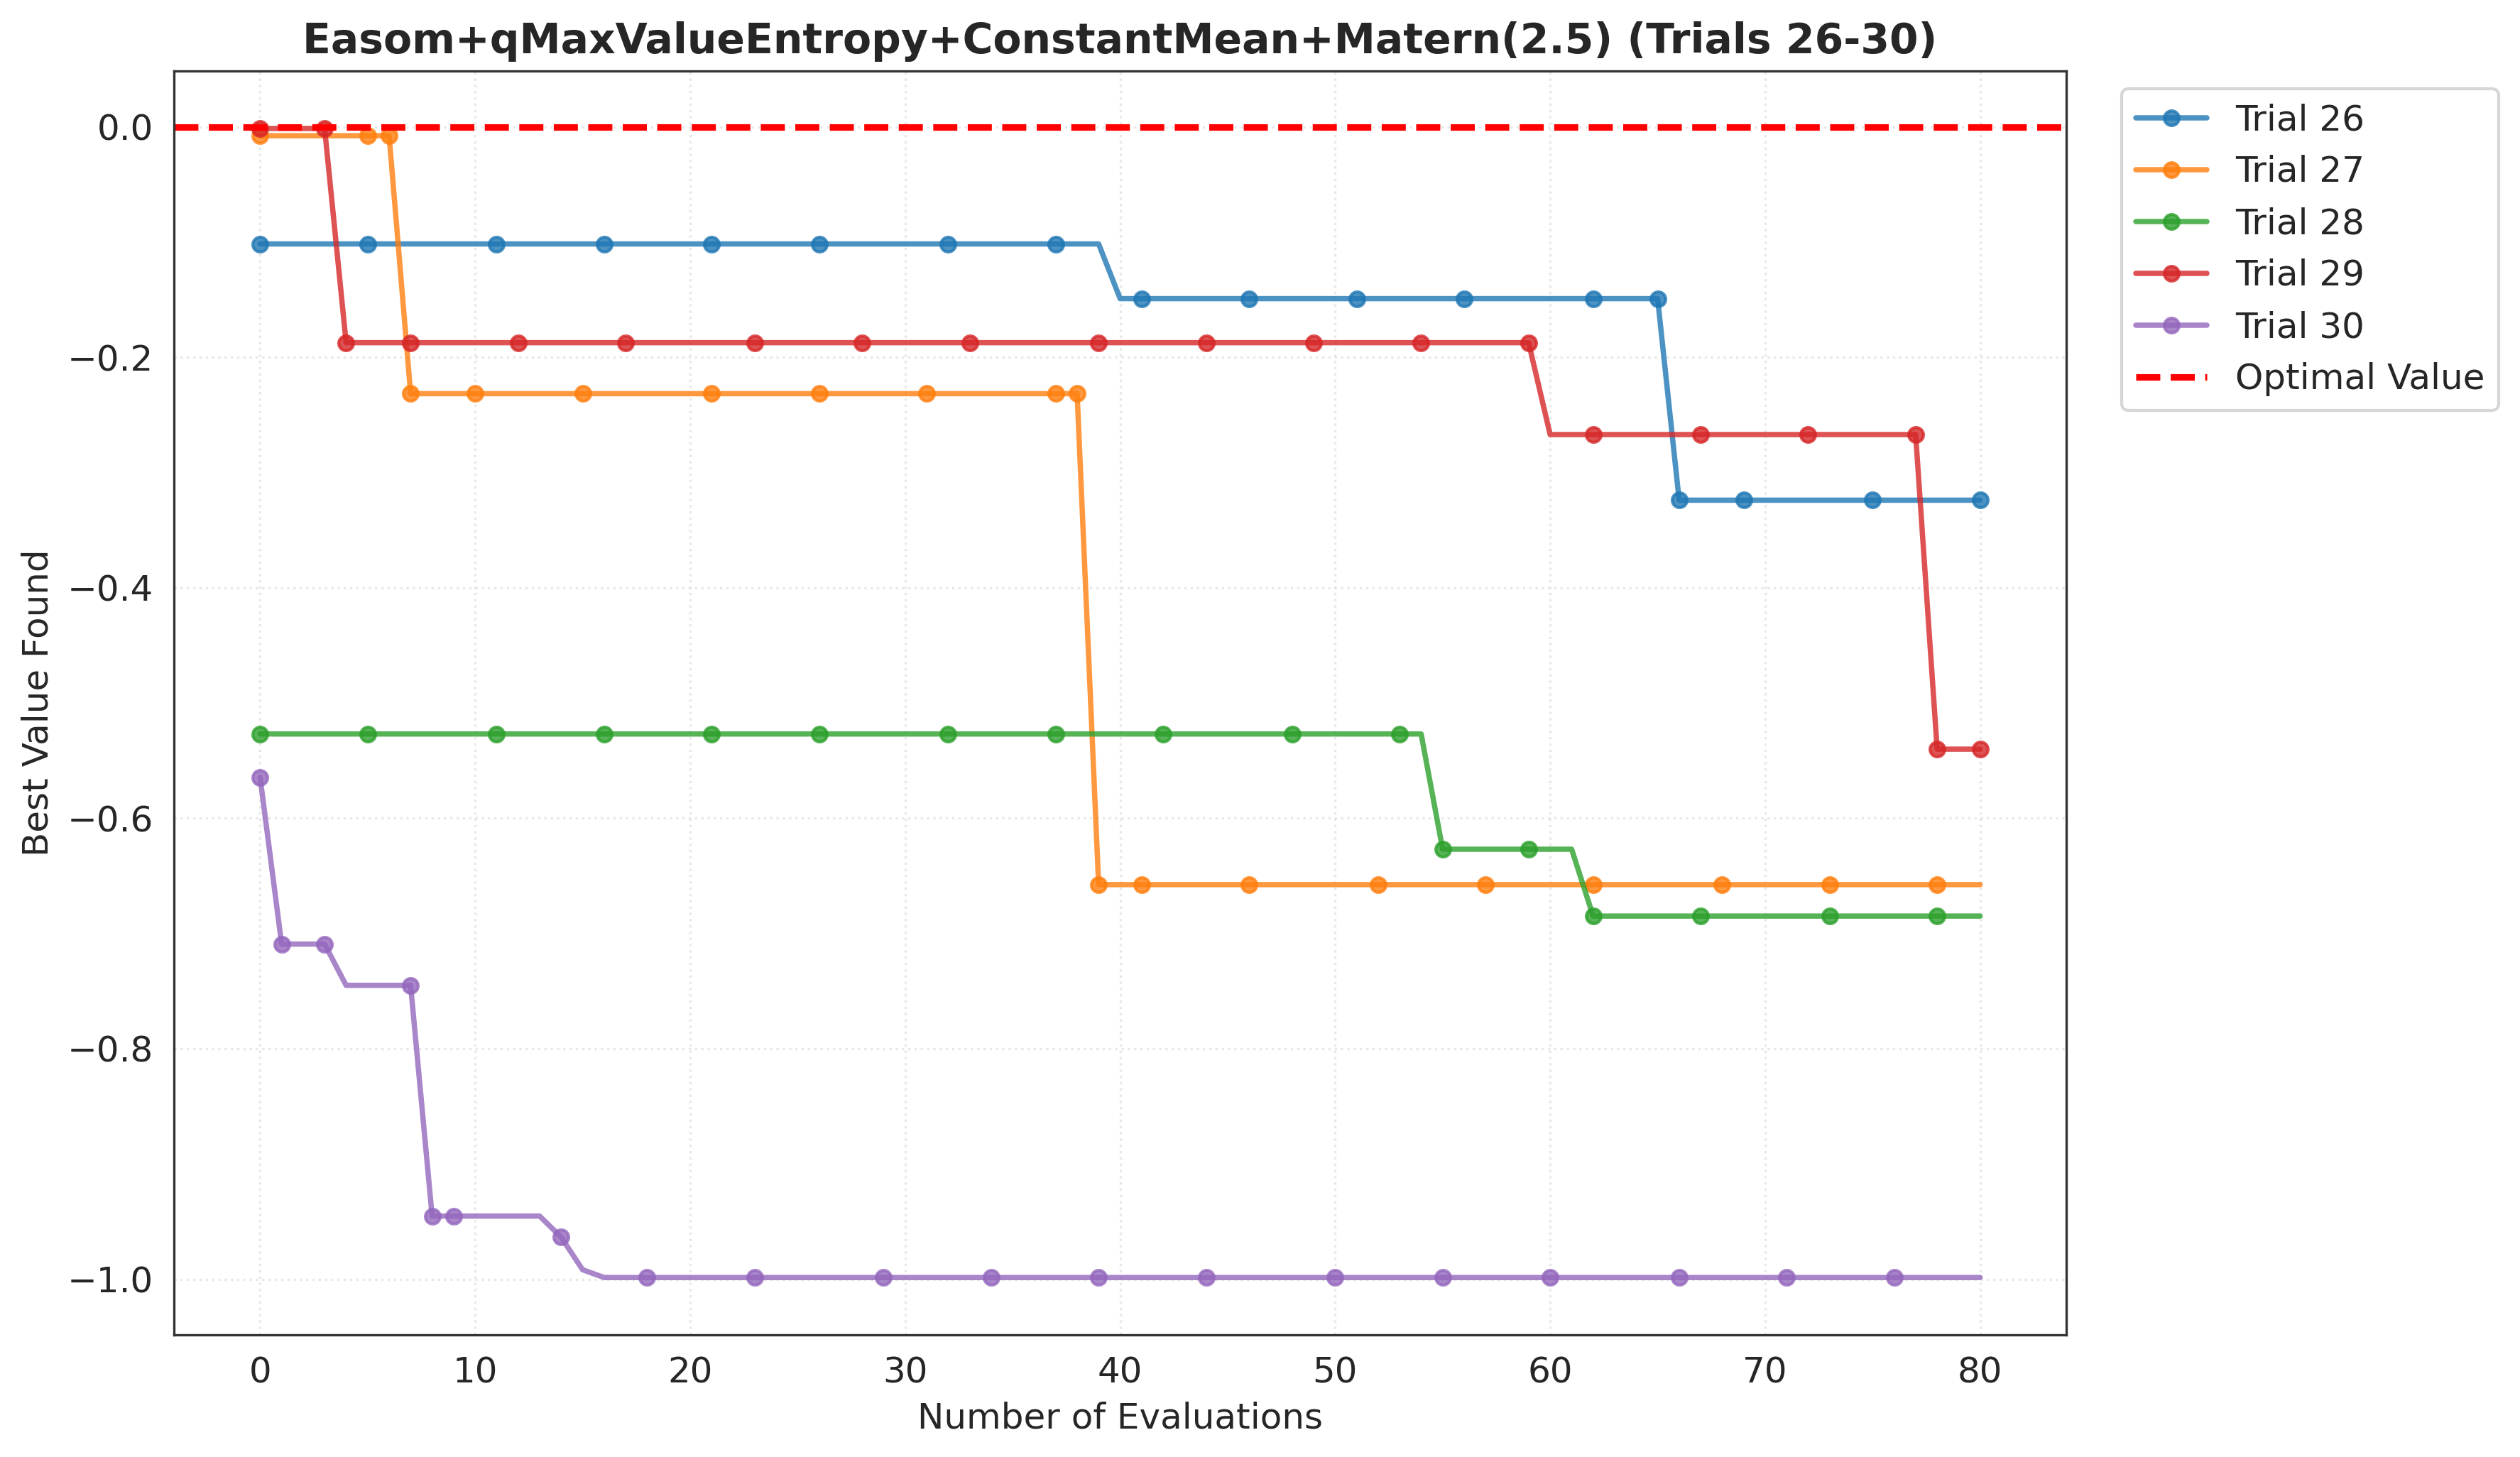 Easom+qMaxValueEntropy+ConstantMean+Matern(2.5) (Trials 26-30)
Trial 26
Trial 27
Trial 28
Trial 29
Trial 30
Optimal Value
Best Value Found
0.0
−0.2
−0.4
−0.6
−0.8
−1.0
0 10 20 30 40 50 60 70 80
Number of Evaluations